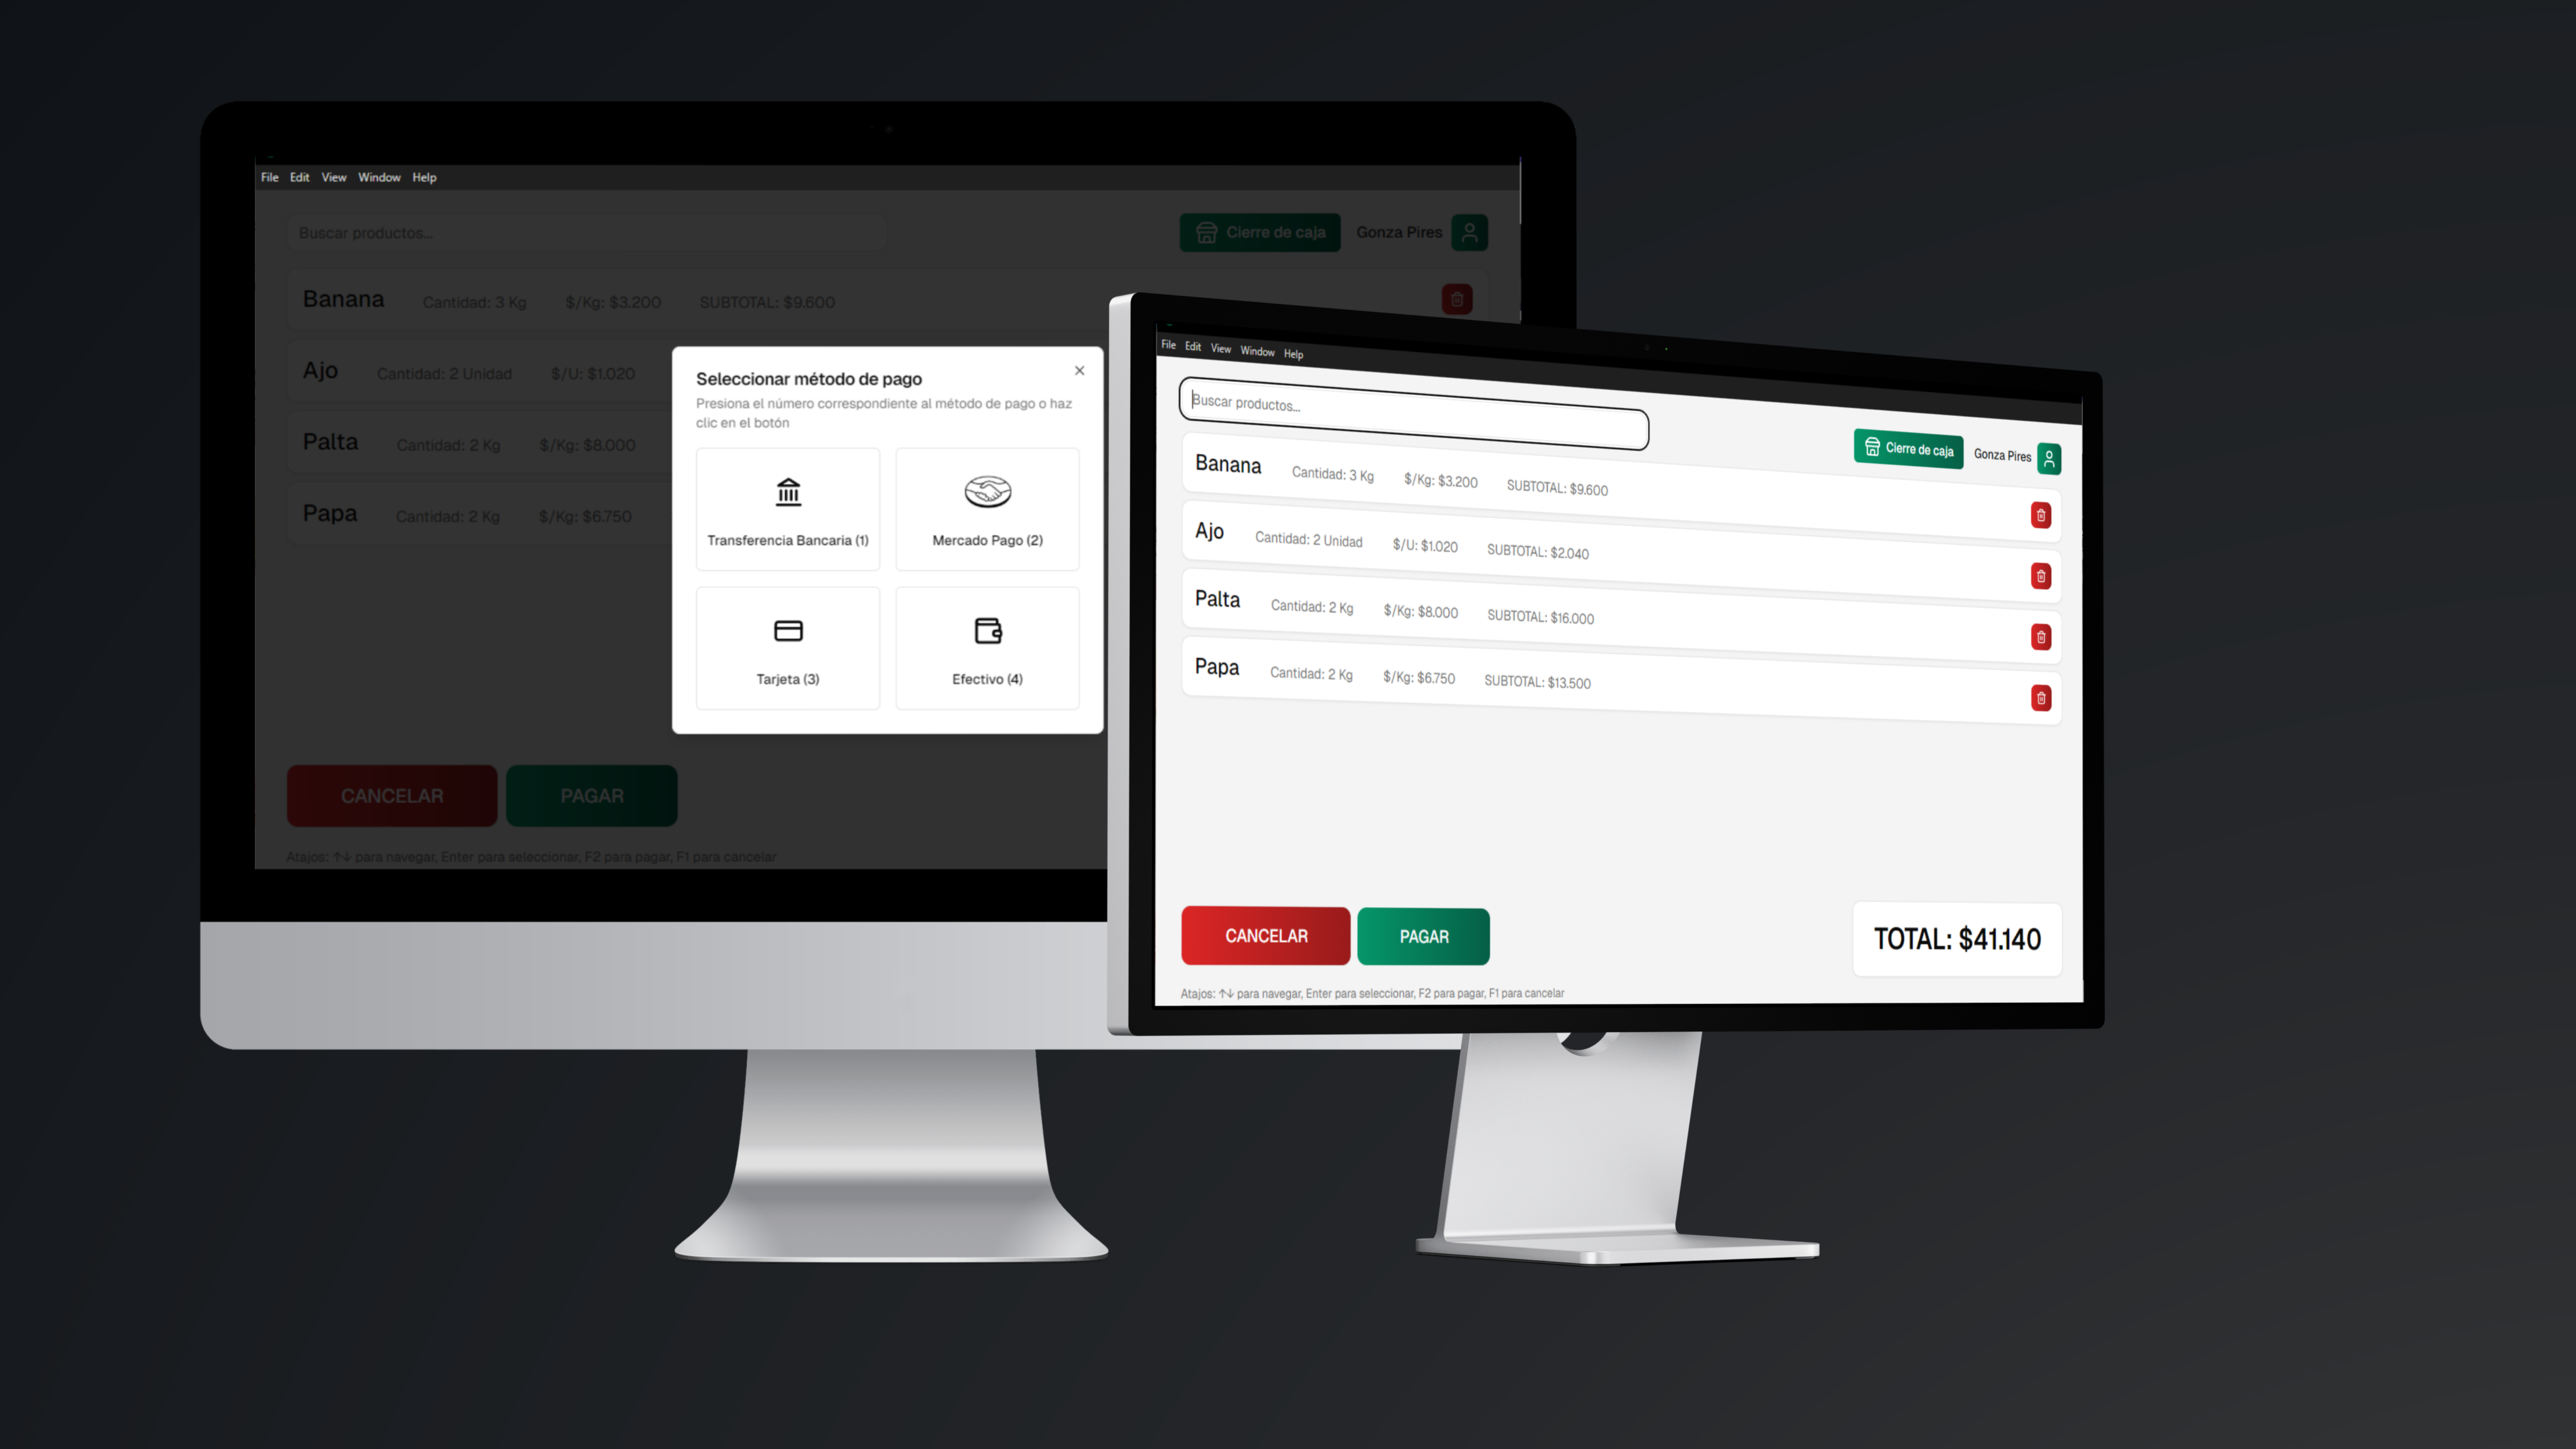 File Edit View Window Help
Buscar productos...
Cierre de caja
Gonza Pires
Banana Cantidad: 3 Kg $/Kg: $3.200 SUBTOTAL: $9.600
Ajo Cantidad: 2 Unidad $/U: $1.020
Palta Cantidad: 2 Kg $/Kg: $8.000
Papa Cantidad: 2 Kg $/Kg: $6.750
Seleccionar método de pago
Presiona el número correspondiente al método de pago o haz
clic en el botón
Transferencia Bancaria (1)
Mercado Pago (2)
Tarjeta (3)
Efectivo (4)
CANCELAR
PAGAR
Atajos: ↑↓ para navegar, Enter para seleccionar, F2 para pagar, F1 para cancelar
File Edit View Window Help
Buscar productos...
Cierre de caja
Gonza Pires
Banana Cantidad: 3 Kg $/Kg: $3.200 SUBTOTAL: $9.600
Ajo Cantidad: 2 Unidad $/U: $1.020 SUBTOTAL: $2.040
Palta Cantidad: 2 Kg $/Kg: $8.000 SUBTOTAL: $16.000
Papa Cantidad: 2 Kg $/Kg: $6.750 SUBTOTAL: $13.500
CANCELAR
PAGAR
TOTAL: $41.140
Atajos: ↑↓ para navegar, Enter para seleccionar, F2 para pagar, F1 para cancelar